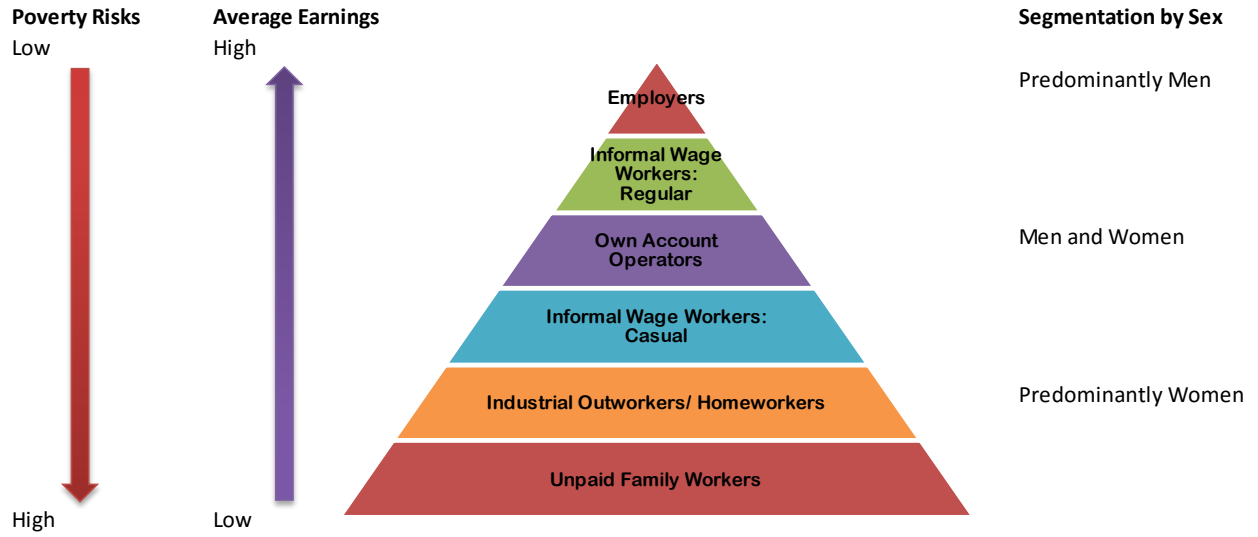 Poverty Risks
Average Earnings
Segmentation by Sex
Low
High
Predominantly Men
Employers
Informal Wage
Workers:
Regular
Own Account
Operators
Men and Women
Informal Wage Workers:
Casual
Industrial Outworkers/ Homeworkers
Predominantly Women
Unpaid Family Workers
High
Low